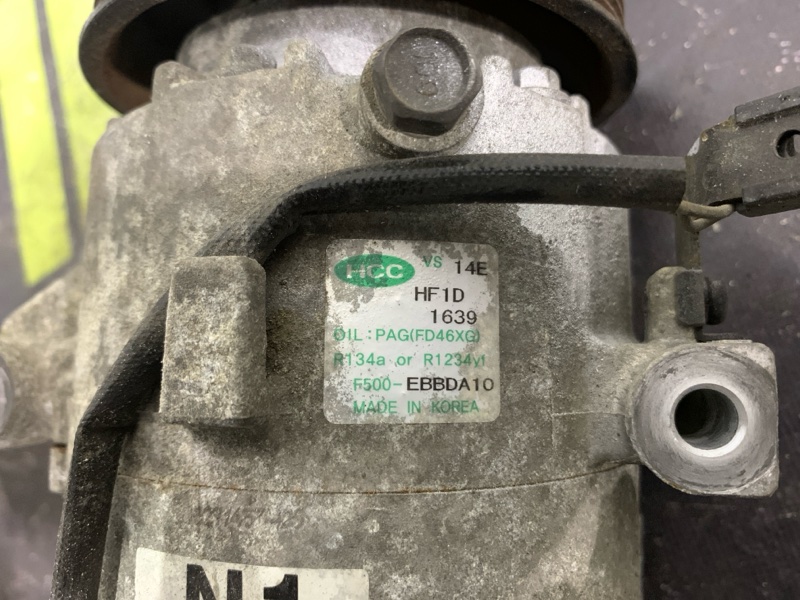 HCC VS 14E
HF1D
1639
OIL : PAG(FD46XG)
R134a or R1234yf
F500-EBBDA10
MADE IN KOREA
N1